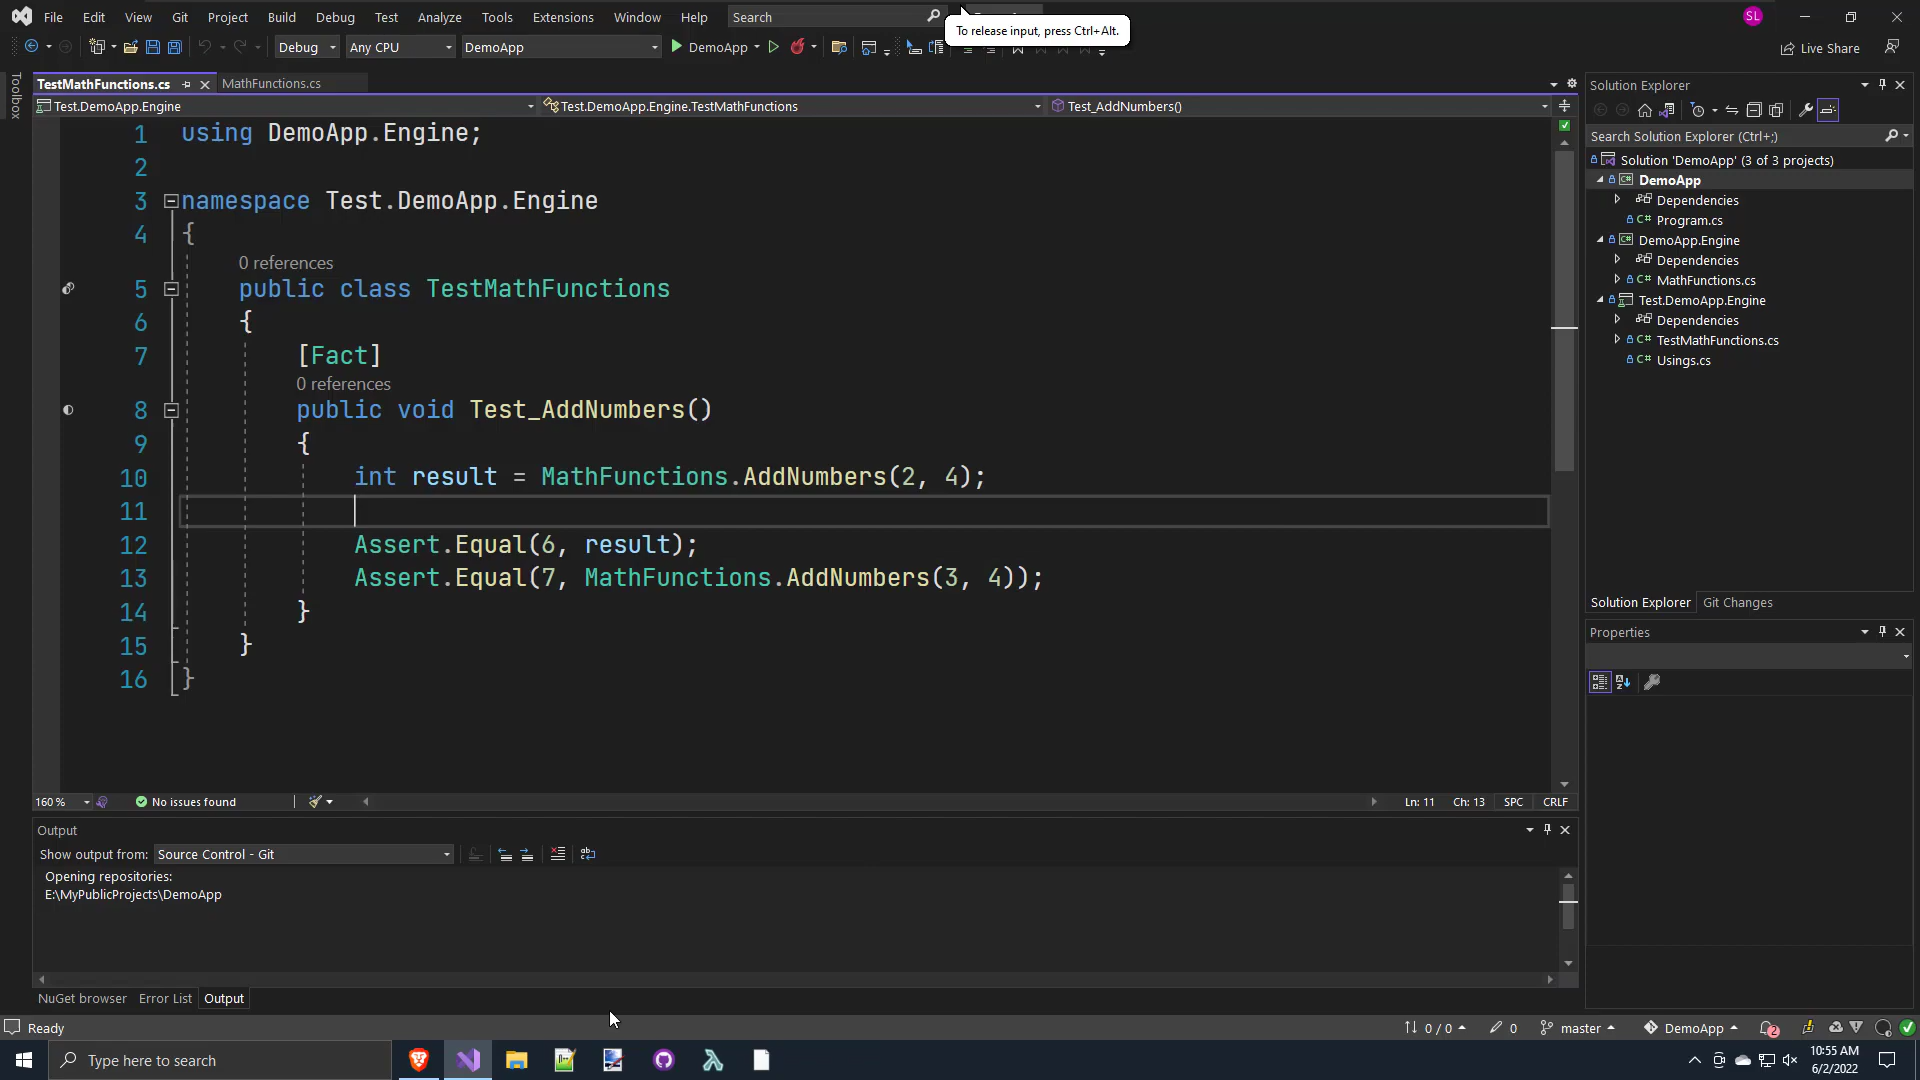 File Edit View Git Project Build Debug Test Analyze Tools Extensions Window Help Search SL
To release input, press Ctrl+Alt.
Debug Any CPU DemoApp DemoApp Live Share
Toolbox
TestMathFunctions.cs MathFunctions.cs
Test.DemoApp.Engine Test.DemoApp.Engine.TestMathFunctions Test_AddNumbers()
1 using DemoApp.Engine;
2
3 namespace Test.DemoApp.Engine
4 {
0 references
5 public class TestMathFunctions
6 {
7 [Fact]
0 references
8 public void Test_AddNumbers()
9 {
10 int result = MathFunctions.AddNumbers(2, 4);
11
12 Assert.Equal(6, result);
13 Assert.Equal(7, MathFunctions.AddNumbers(3, 4));
14 }
15 }
16 }
160 % No issues found Ln: 11 Ch: 13 SPC CRLF
Output
Show output from: Source Control - Git
Opening repositories:
E:\MyPublicProjects\DemoApp
NuGet browser Error List Output
Solution Explorer
Search Solution Explorer (Ctrl+;)
Solution 'DemoApp' (3 of 3 projects)
DemoApp
Dependencies
C# Program.cs
DemoApp.Engine
Dependencies
C# MathFunctions.cs
Test.DemoApp.Engine
Dependencies
C# TestMathFunctions.cs
C# Usings.cs
Solution Explorer Git Changes
Properties
Ready 0 / 0 0 master DemoApp 2
Type here to search
10:55 AM
6/2/2022